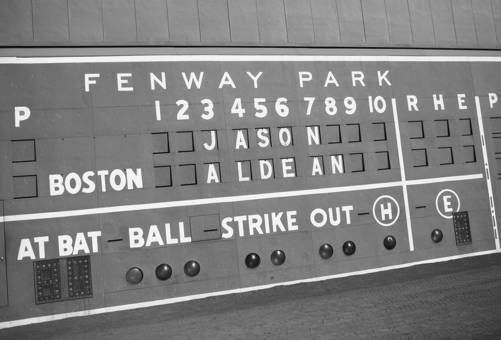 FENWAY PARK
P 1 2 3 4 5 6 7 8 9 10 R H E P
JASON
BOSTON ALDEAN
AT BAT - BALL - STRIKE OUT - H - E